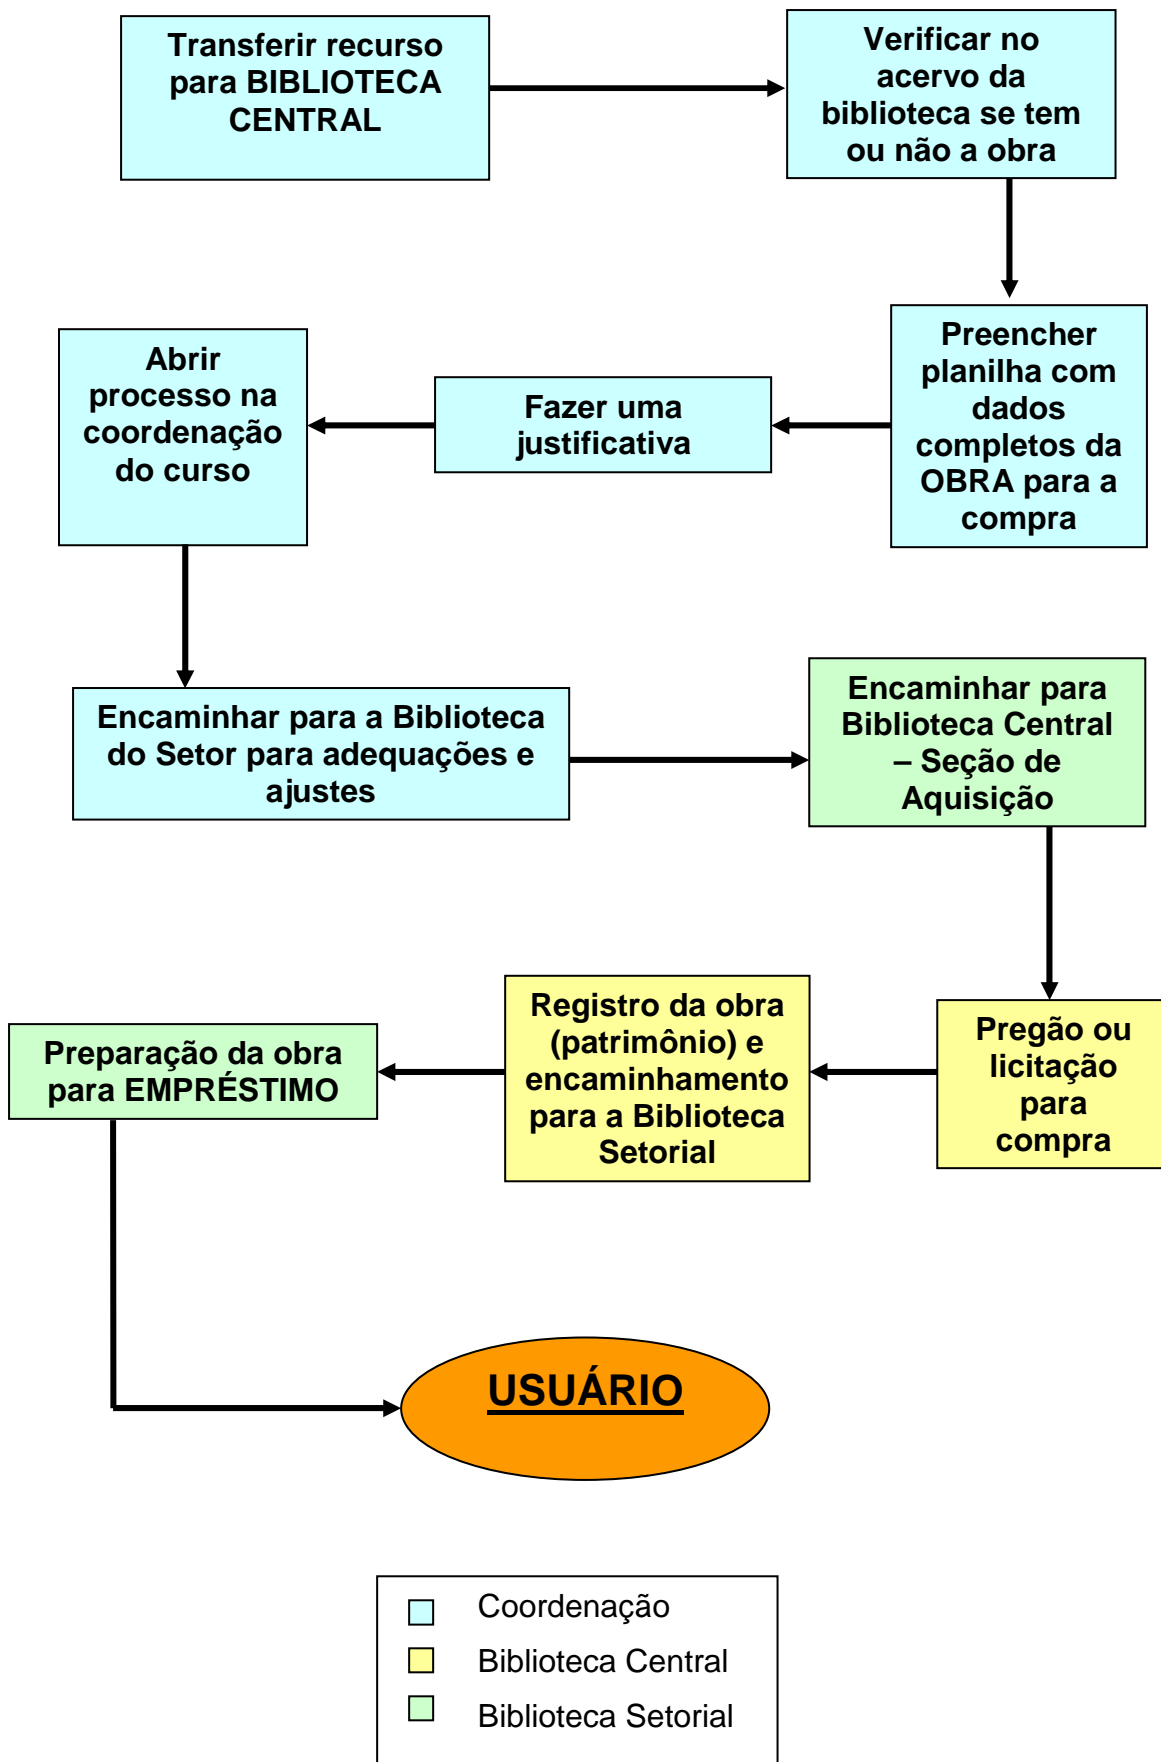 Transferir recurso
para BIBLIOTECA
CENTRAL
Verificar no
acervo da
biblioteca se tem
ou não a obra
Preencher
planilha com
dados
completos da
OBRA para a
compra
Fazer uma
justificativa
Abrir
processo na
coordenação
do curso
Encaminhar para a Biblioteca
do Setor para adequações e
ajustes
Encaminhar para
Biblioteca Central
– Seção de
Aquisição
Pregão ou
licitação
para
compra
Registro da obra
(patrimônio) e
encaminhamento
para a Biblioteca
Setorial
Preparação da obra
para EMPRÉSTIMO
USUÁRIO
Coordenação
Biblioteca Central
Biblioteca Setorial